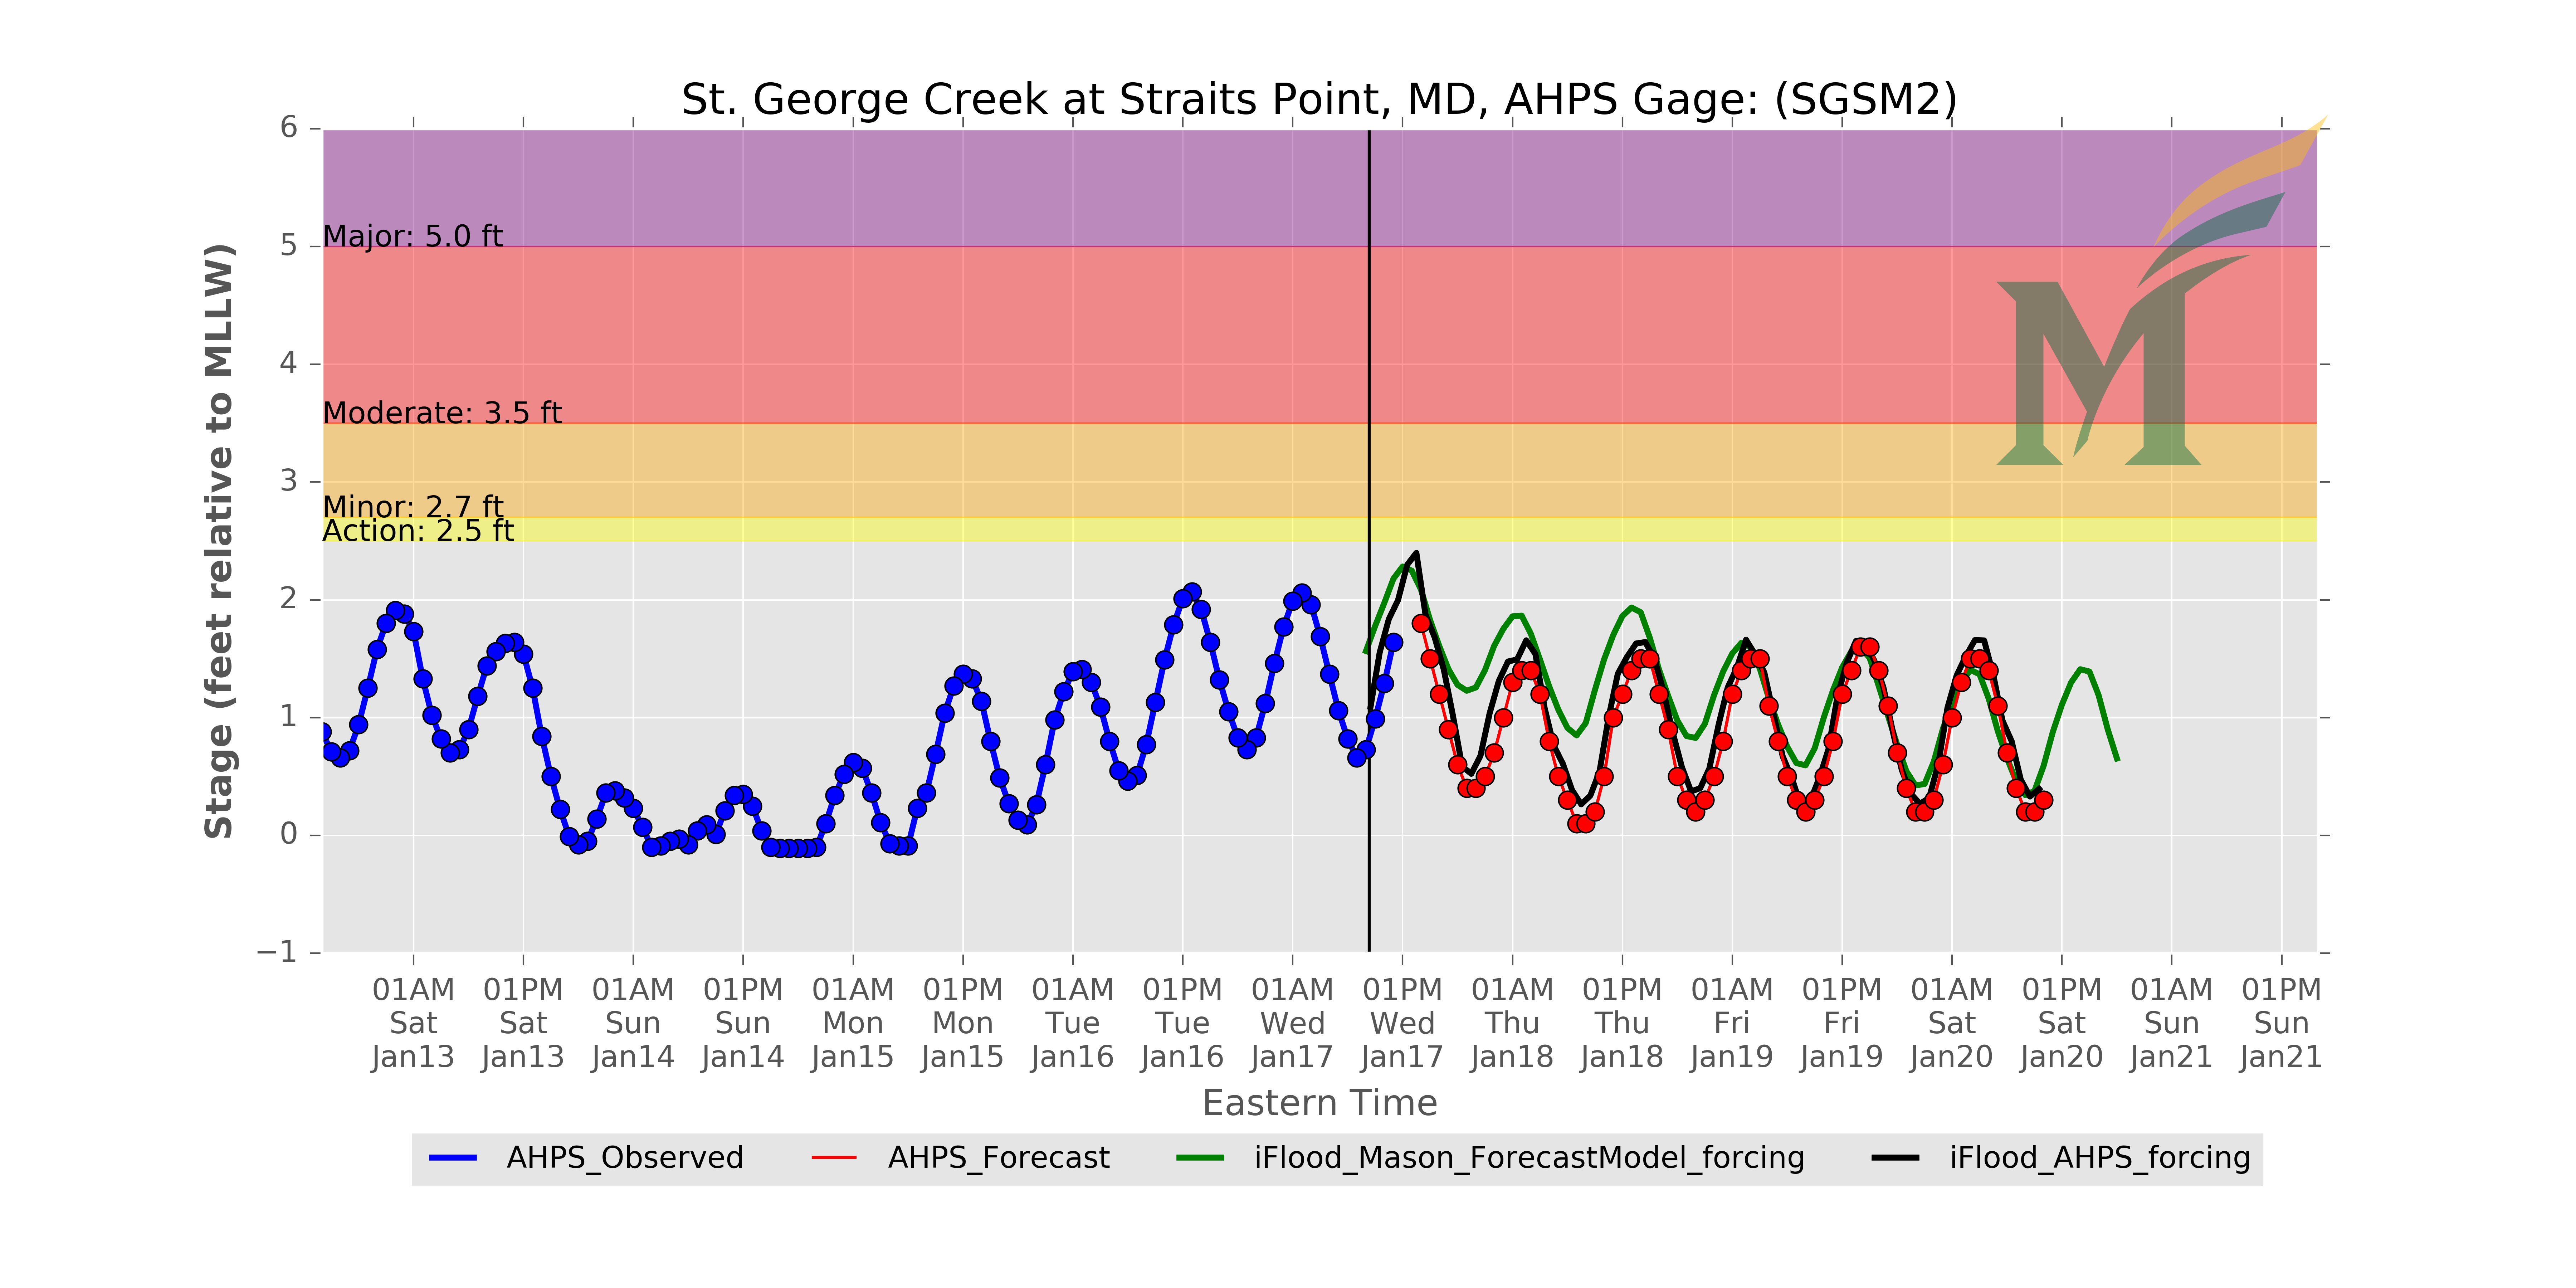 St. George Creek at Straits Point, MD, AHPS Gage: (SGSM2)
Stage (feet relative to MLLW)
6
5
4
3
2
1
0
−1
Major: 5.0 ft
Moderate: 3.5 ft
Minor: 2.7 ft
Action: 2.5 ft
M
01AM 01PM 01AM 01PM 01AM 01PM 01AM 01PM 01AM 01PM 01AM 01PM 01AM 01PM 01AM 01PM 01AM 01PM
Sat Sat Sun Sun Mon Mon Tue Tue Wed Wed Thu Thu Fri Fri Sat Sat Sun Sun
Jan13 Jan13 Jan14 Jan14 Jan15 Jan15 Jan16 Jan16 Jan17 Jan17 Jan18 Jan18 Jan19 Jan19 Jan20 Jan20 Jan21 Jan21
Eastern Time
AHPS_Observed AHPS_Forecast iFlood_Mason_ForecastModel_forcing iFlood_AHPS_forcing